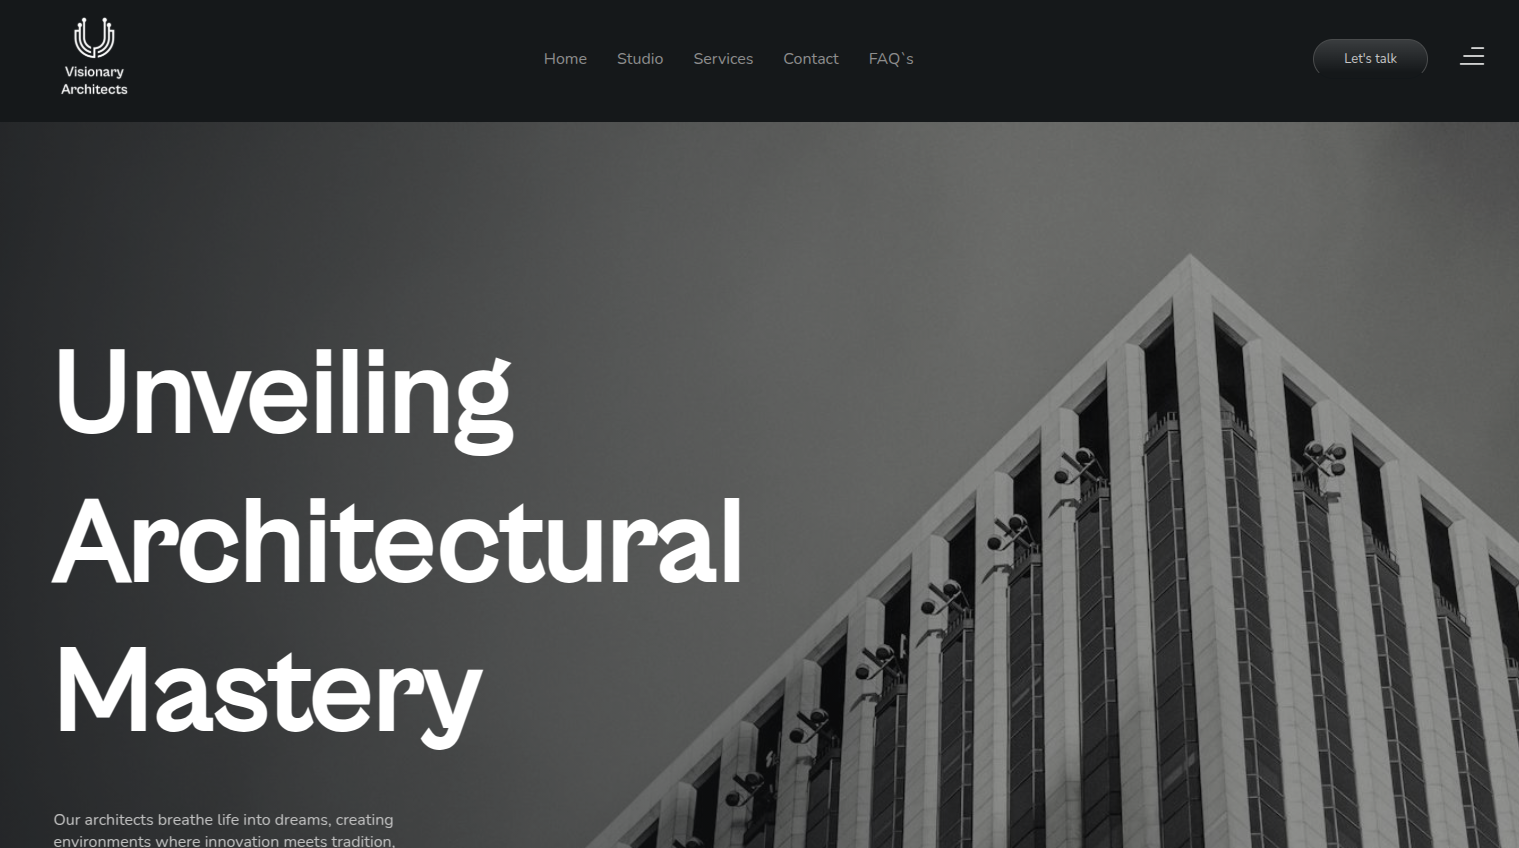 Visionary
Architects
Home Studio Services Contact FAQ`s
Let's talk
Unveiling
Architectural
Mastery
Our architects breathe life into dreams, creating
environments where innovation meets tradition,